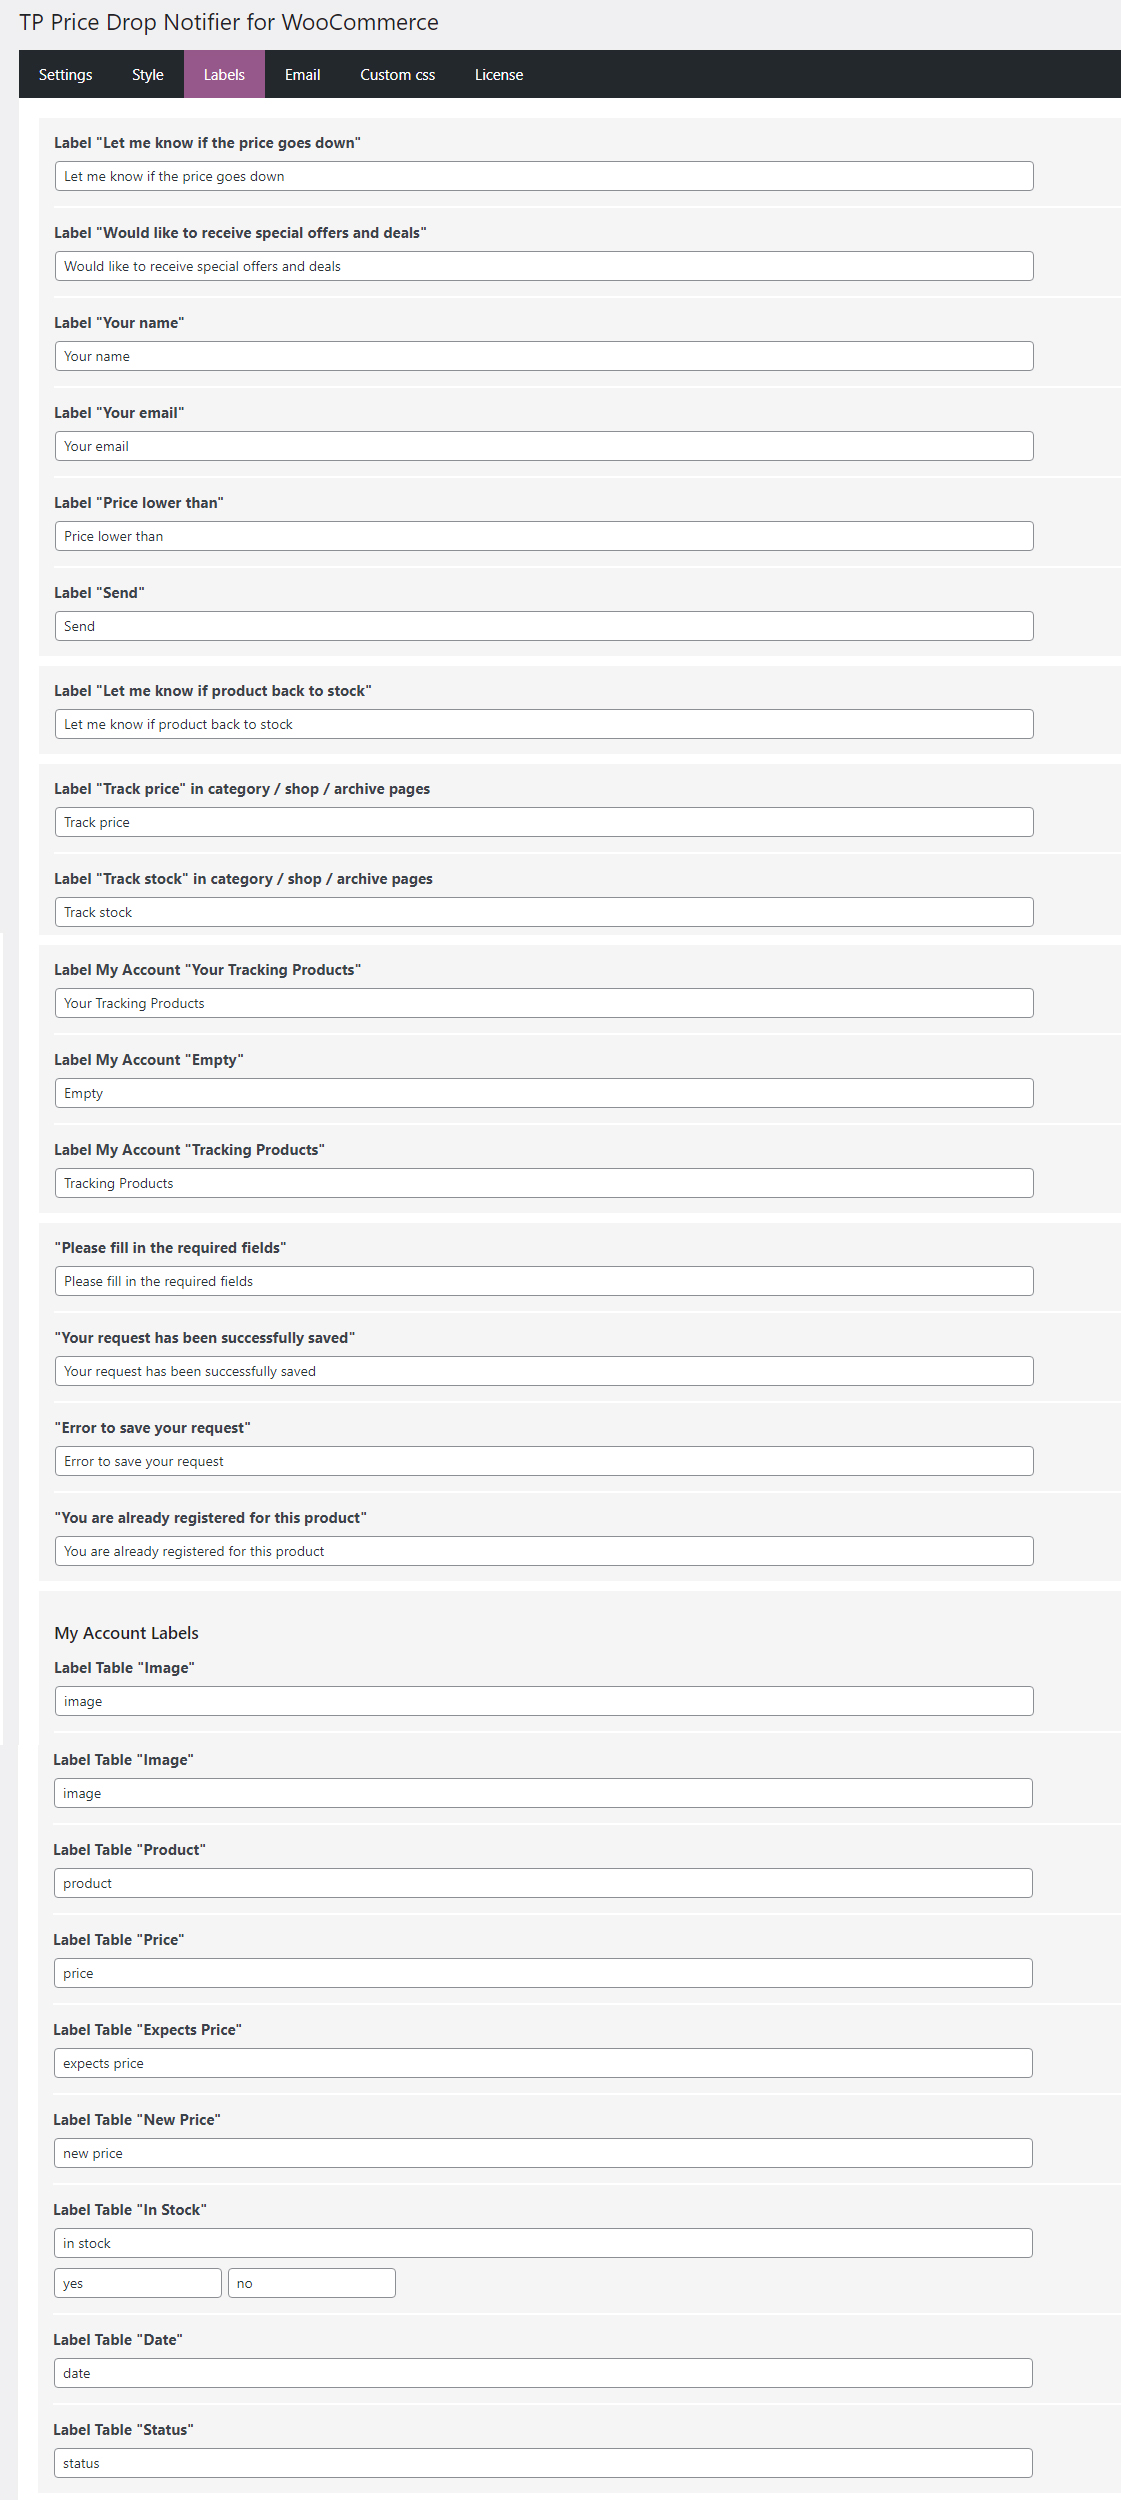 TP Price Drop Notifier for WooCommerce
Settings Style Labels Email Custom css License
Label "Let me know if the price goes down"
Let me know if the price goes down
Label "Would like to receive special offers and deals"
Would like to receive special offers and deals
Label "Your name"
Your name
Label "Your email"
Your email
Label "Price lower than"
Price lower than
Label "Send"
Send
Label "Let me know if product back to stock"
Let me know if product back to stock
Label "Track price" in category / shop / archive pages
Track price
Label "Track stock" in category / shop / archive pages
Track stock
Label My Account "Your Tracking Products"
Your Tracking Products
Label My Account "Empty"
Empty
Label My Account "Tracking Products"
Tracking Products
"Please fill in the required fields"
Please fill in the required fields
"Your request has been successfully saved"
Your request has been successfully saved
"Error to save your request"
Error to save your request
"You are already registered for this product"
You are already registered for this product
My Account Labels
Label Table "Image"
image
Label Table "Image"
image
Label Table "Product"
product
Label Table "Price"
price
Label Table "Expects Price"
expects price
Label Table "New Price"
new price
Label Table "In Stock"
in stock
yes no
Label Table "Date"
date
Label Table "Status"
status